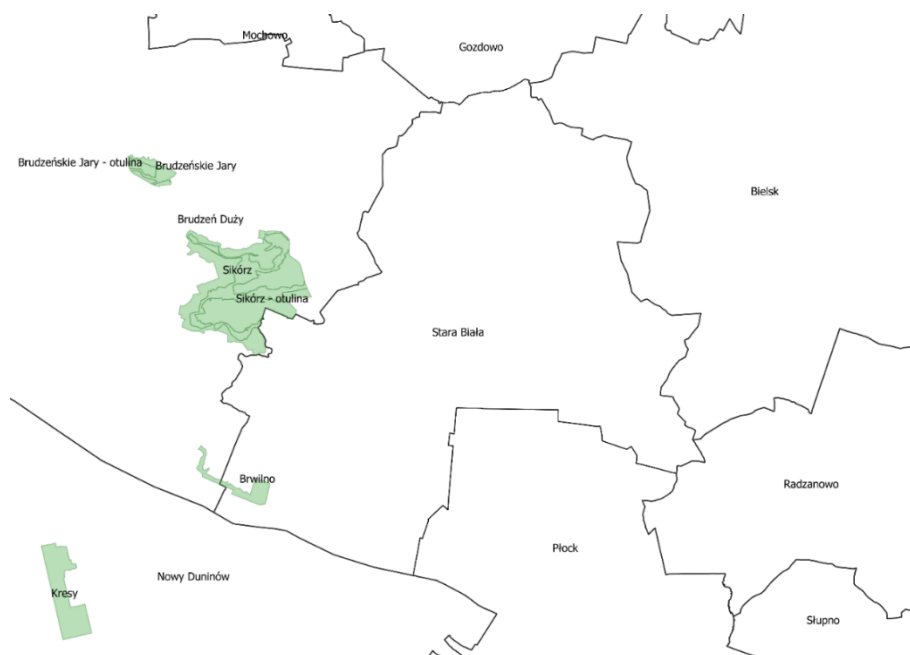 Mochowo
Gozdowo
Brudzeńskie Jary - otulina
Brudzeńskie Jary
Bielsk
Brudzeń Duży
Sikórz
Sikórz - otulina
Stara Biała
Brwilno
Radzanowo
Płock
Nowy Duninów
Kresy
Słupno